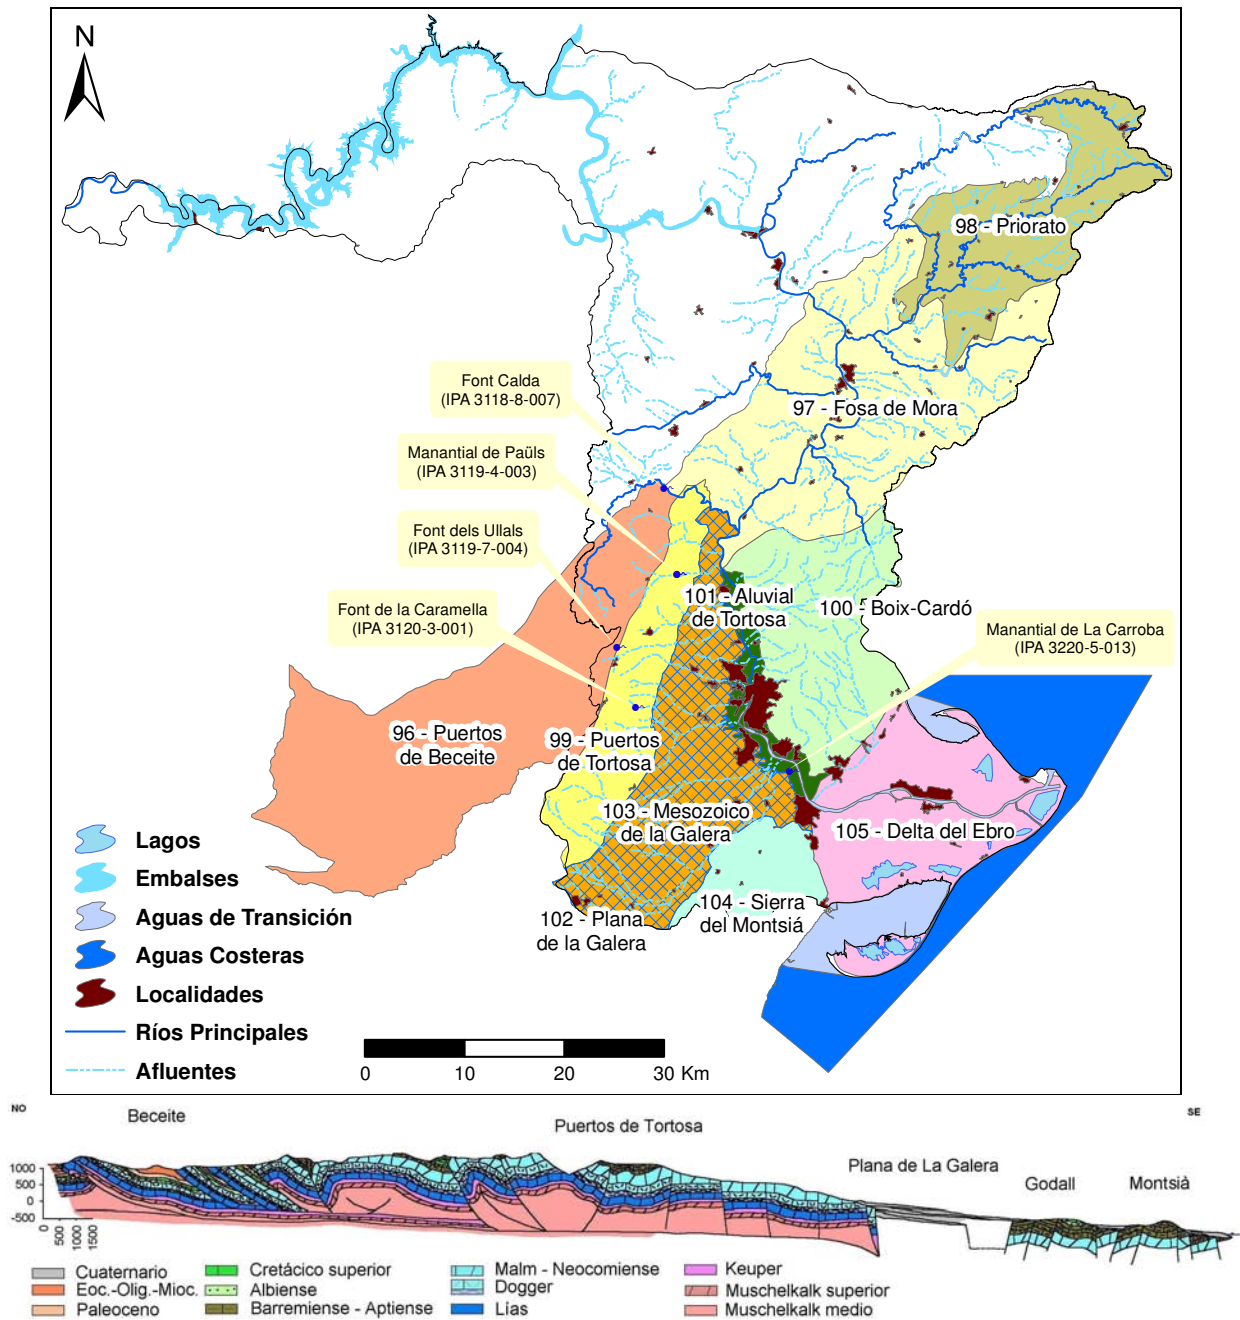 N
98 - Priorato
Font Calda
(IPA 3118-8-007)
97 - Fosa de Mora
Manantial de Paüls
(IPA 3119-4-003)
Font dels Ullals
(IPA 3119-7-004)
101 - Aluvial
de Tortosa
100 - Boix-Cardó
Font de la Caramella
(IPA 3120-3-001)
Manantial de La Carroba
(IPA 3220-5-013)
96 - Puertos
de Beceite
99 - Puertos
de Tortosa
103 - Mesozoico
de la Galera
105 - Delta del Ebro
104 - Sierra
del Montsiá
102 - Plana
de la Galera
Lagos
Embalses
Aguas de Transición
Aguas Costeras
Localidades
Ríos Principales
Afluentes
0 10 20 30 Km
NO
SE
Beceite
Puertos de Tortosa
Plana de La Galera
Godall
Montsià
1000
500
0
-500
0
500
1000
1500
Cuaternario
Eoc.-Olig.-Mioc.
Paleoceno
Cretácico superior
Albiense
Barremiense - Aptiense
Malm - Neocomiense
Dogger
Lías
Keuper
Muschelkalk superior
Muschelkalk medio